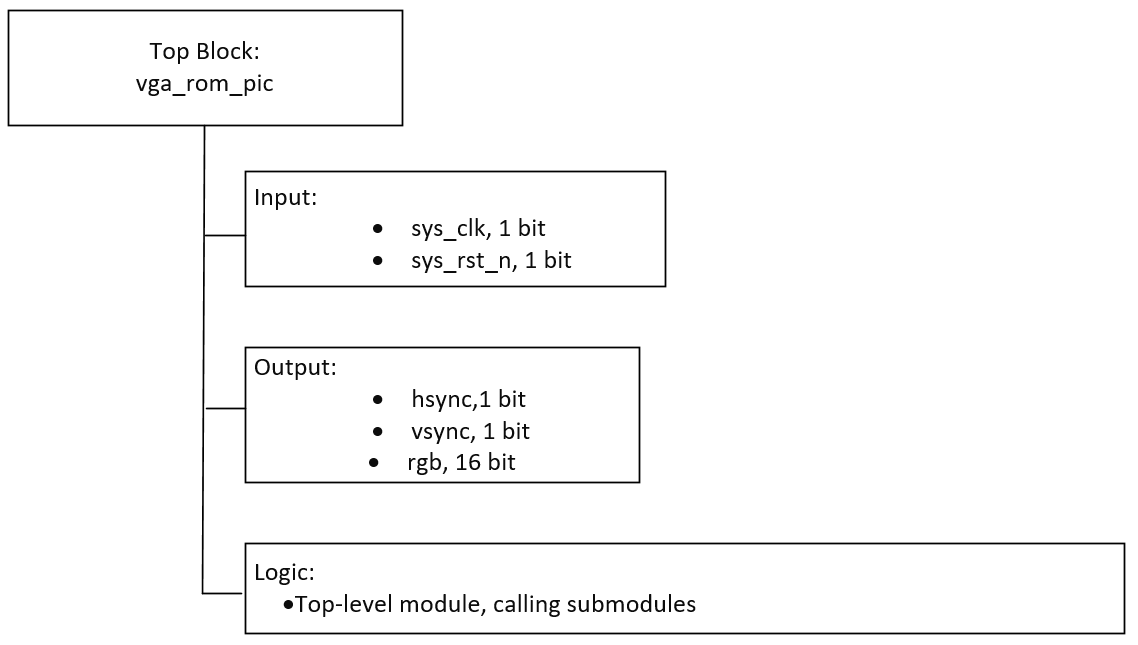 Top Block:
vga_rom_pic
Input:
• sys_clk, 1 bit
• sys_rst_n, 1 bit
Output:
• hsync,1 bit
• vsync, 1 bit
• rgb, 16 bit
Logic:
•Top-level module, calling submodules